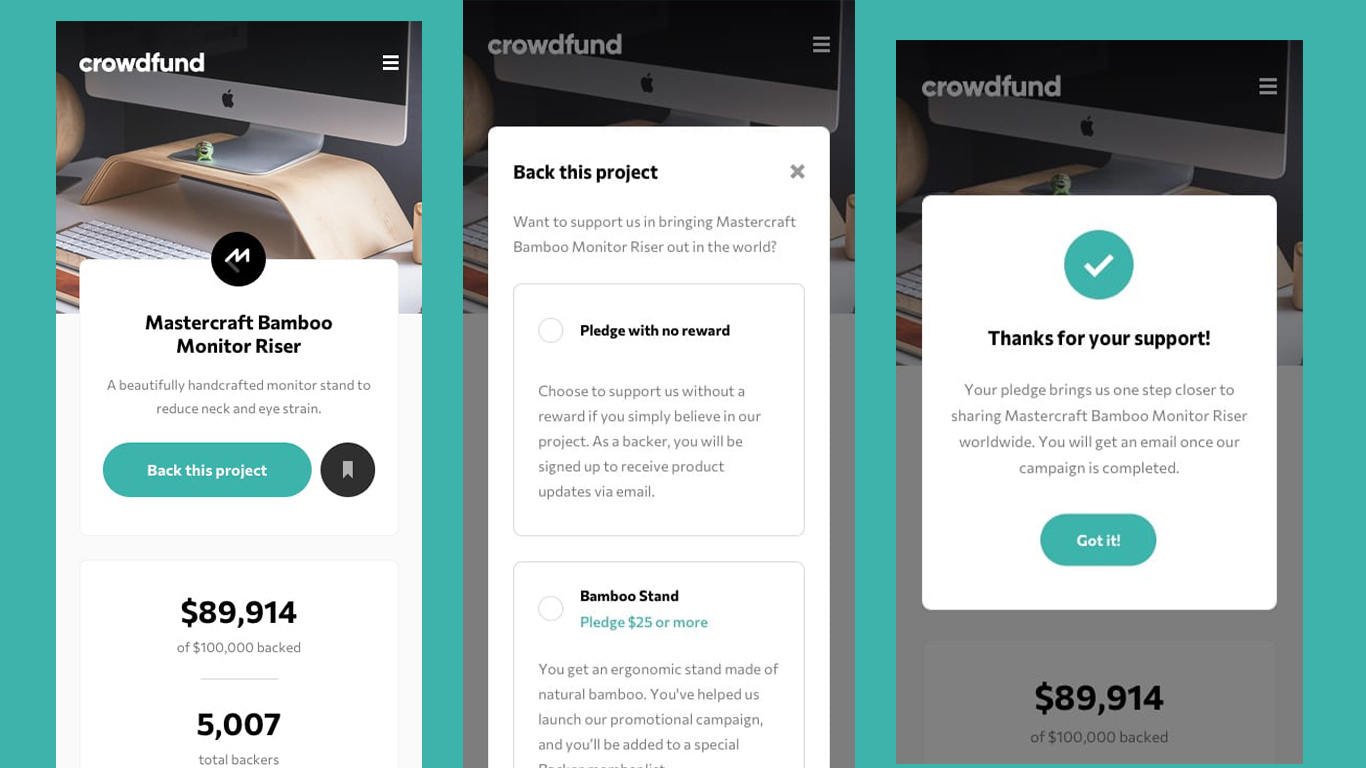 crowdfund
Mastercraft Bamboo
Monitor Riser
A beautifully handcrafted monitor stand to
reduce neck and eye strain.
Back this project
$89,914
of $100,000 backed
5,007
total backers
crowdfund
Back this project
Want to support us in bringing Mastercraft
Bamboo Monitor Riser out in the world?
Pledge with no reward
Choose to support us without a
reward if you simply believe in our
project. As a backer, you will be
signed up to receive product
updates via email.
Bamboo Stand
Pledge $25 or more
You get an ergonomic stand made of
natural bamboo. You've helped us
launch our promotional campaign,
and you’ll be added to a special
Backer member list.
crowdfund
Thanks for your support!
Your pledge brings us one step closer to
sharing Mastercraft Bamboo Monitor Riser
worldwide. You will get an email once our
campaign is completed.
Got it!
$89,914
of $100,000 backed